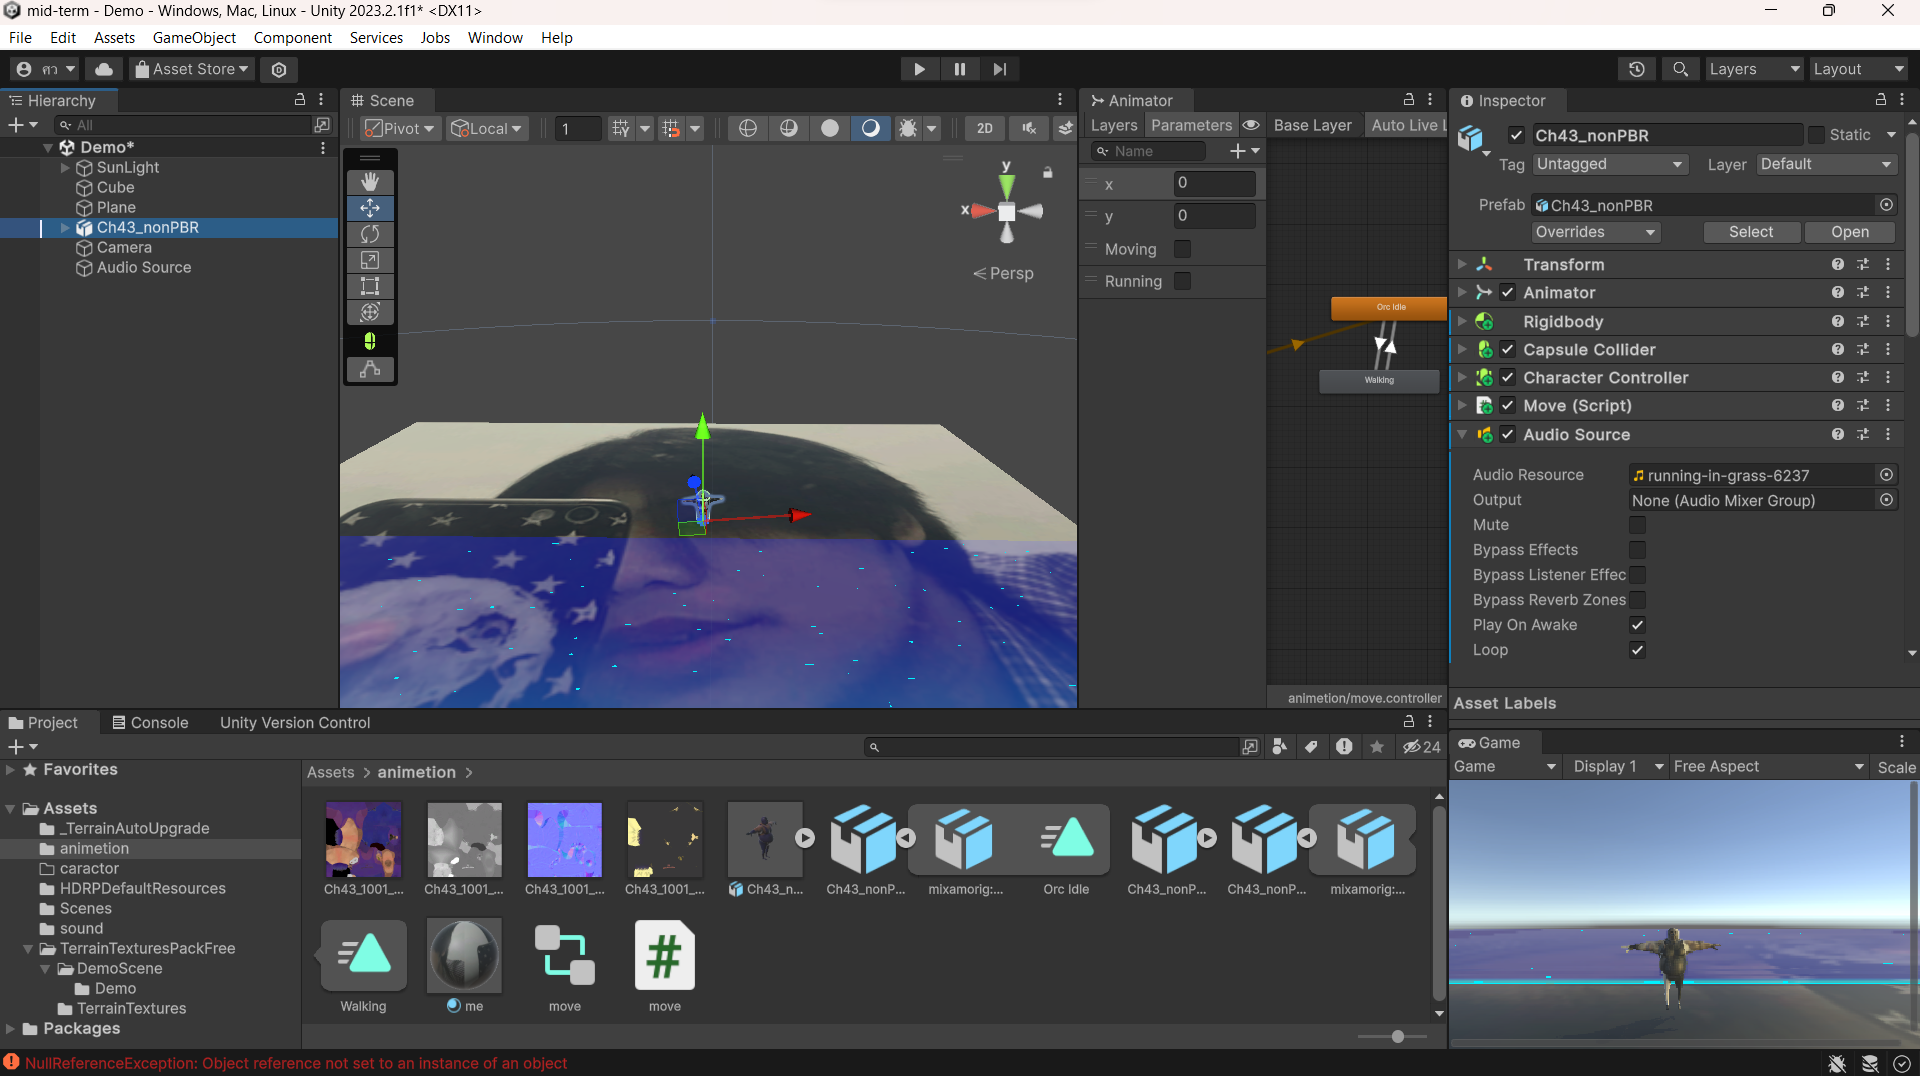 mid-term - Demo - Windows, Mac, Linux - Unity 2023.2.1f1* <DX11>
File Edit Assets GameObject Component Services Jobs Window Help
ศว Asset Store Layers Layout
Hierarchy
All
Demo*
SunLight
Cube
Plane
Ch43_nonPBR
Camera
Audio Source
Scene
Pivot Local 1 2D
y
x
Persp
Animator
Layers Parameters Base Layer Auto Live L
Name
x 0
y 0
Moving
Running
Orc Idle
Walking
animetion/move.controller
Inspector
Ch43_nonPBR Static
Tag Untagged Layer Default
Prefab Ch43_nonPBR
Overrides Select Open
Transform
Animator
Rigidbody
Capsule Collider
Character Controller
Move (Script)
Audio Source
Audio Resource running-in-grass-6237
Output None (Audio Mixer Group)
Mute
Bypass Effects
Bypass Listener Effec
Bypass Reverb Zones
Play On Awake
Loop
Asset Labels
Project Console Unity Version Control
24
Favorites
Assets
_TerrainAutoUpgrade
animetion
caractor
HDRPDefaultResources
Scenes
sound
TerrainTexturesPackFree
DemoScene
Demo
TerrainTextures
Packages
Assets > animetion >
Ch43_1001_... Ch43_1001_... Ch43_1001_... Ch43_1001_... Ch43_n... Ch43_nonP... mixamorig:... Orc Idle Ch43_nonP... Ch43_nonP... mixamorig:...
Walking me move move
Game
Game Display 1 Free Aspect Scale
NullReferenceException: Object reference not set to an instance of an object